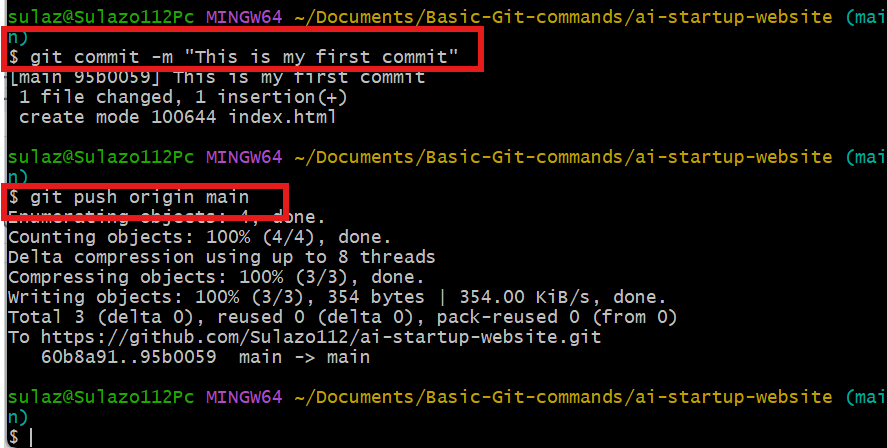 sulaz@Sulazo112Pc MINGW64 ~/Documents/Basic-Git-commands/ai-startup-website (mai
n)
$ git commit -m "This is my first commit"
[main 95b0059] This is my first commit
 1 file changed, 1 insertion(+)
 create mode 100644 index.html

sulaz@Sulazo112Pc MINGW64 ~/Documents/Basic-Git-commands/ai-startup-website (mai
n)
$ git push origin main
Enumerating objects: 4, done.
Counting objects: 100% (4/4), done.
Delta compression using up to 8 threads
Compressing objects: 100% (3/3), done.
Writing objects: 100% (3/3), 354 bytes | 354.00 KiB/s, done.
Total 3 (delta 0), reused 0 (delta 0), pack-reused 0 (from 0)
To https://github.com/Sulazo112/ai-startup-website.git
   60b8a91..95b0059  main -> main

sulaz@Sulazo112Pc MINGW64 ~/Documents/Basic-Git-commands/ai-startup-website (mai
n)
$